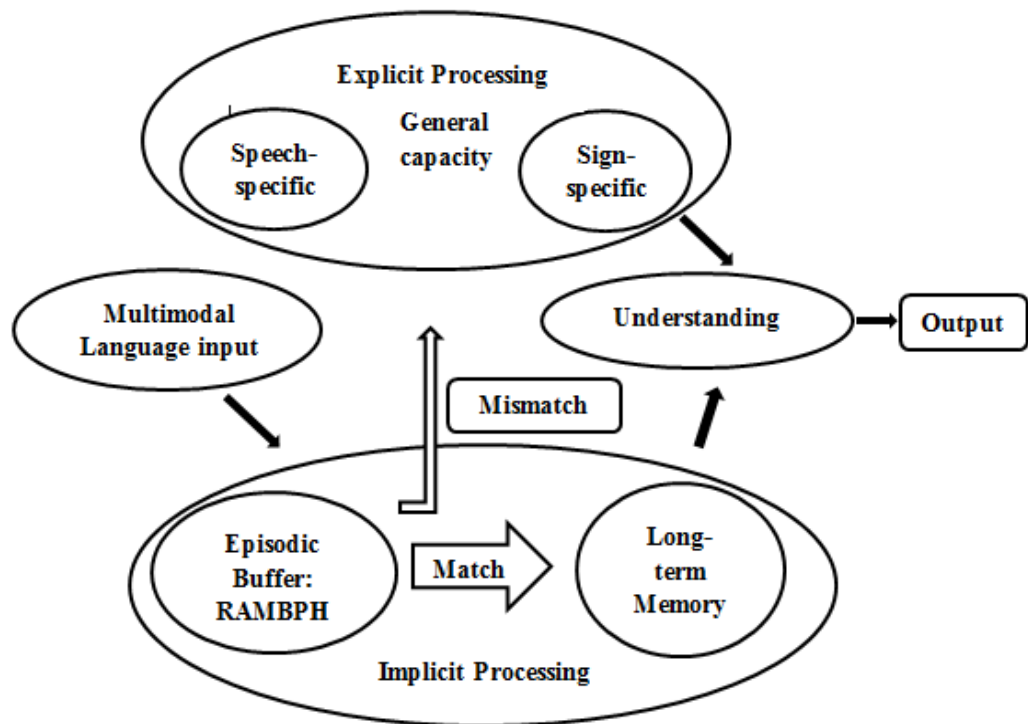 Explicit Processing
General
capacity
Speech-
specific
Sign-
specific
Multimodal
Language input
Understanding
Output
Mismatch
Episodic
Buffer:
RAMBPH
Match
Long-
term
Memory
Implicit Processing